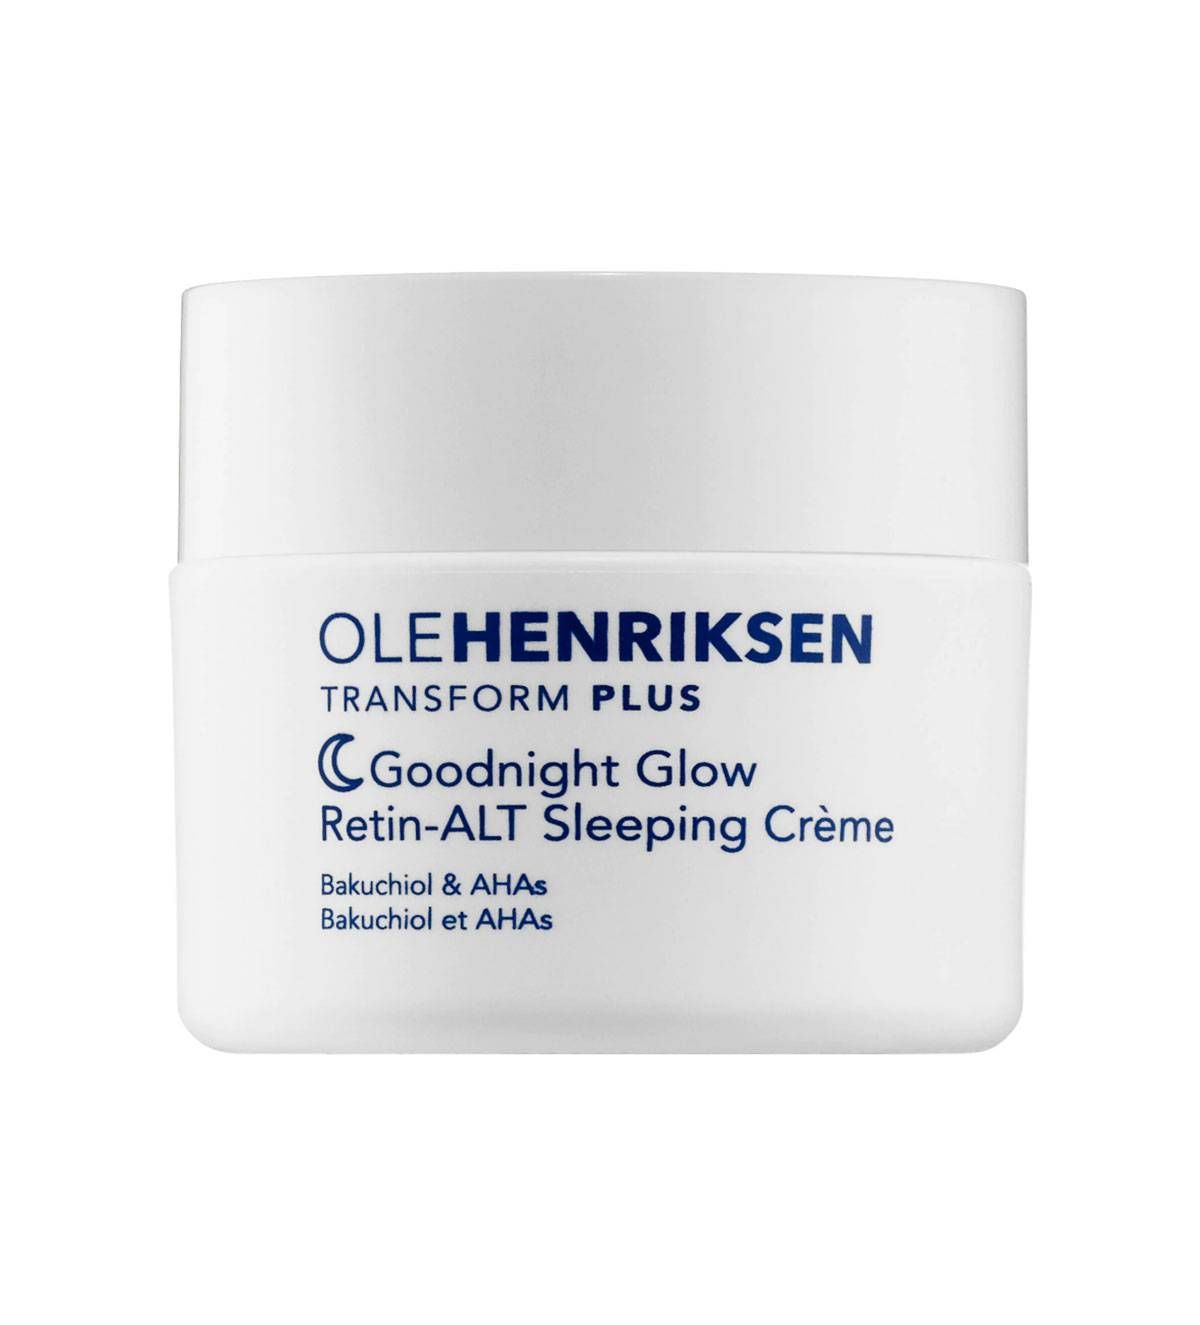 OLEHENRIKSEN
TRANSFORM PLUS
Goodnight Glow
Retin-ALT Sleeping Crème
Bakuchiol & AHAs
Bakuchiol et AHAs